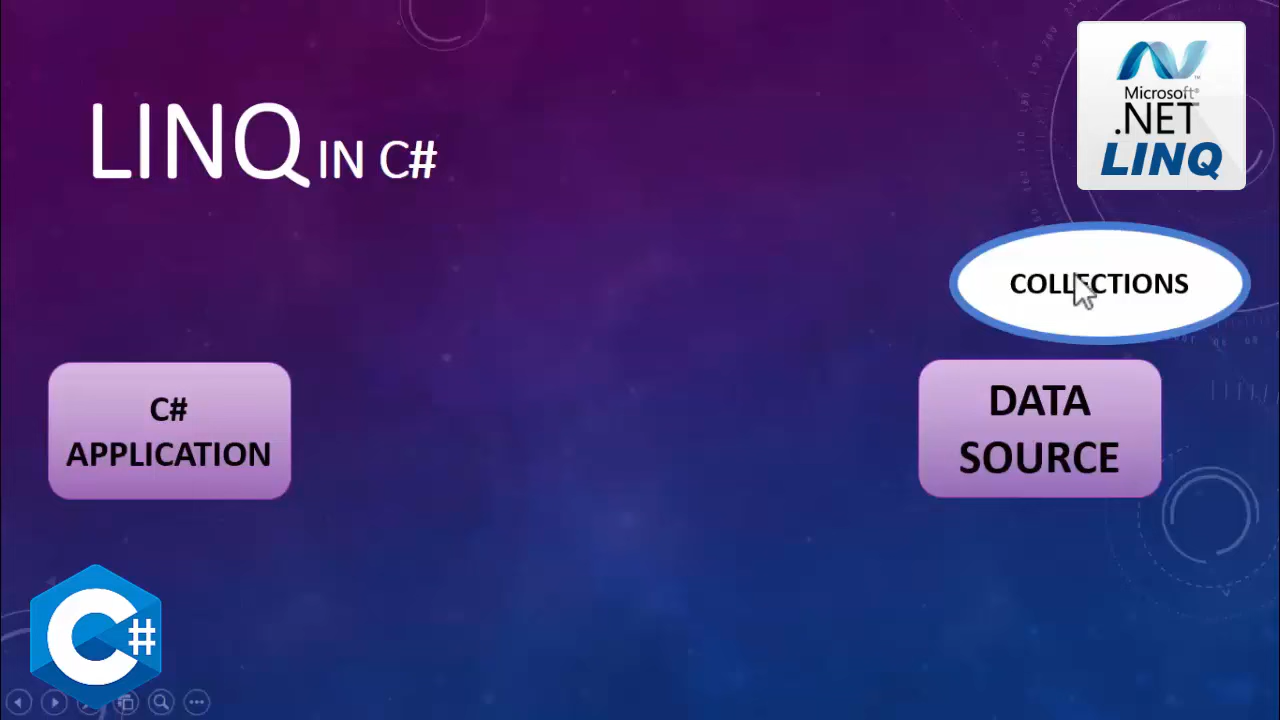 LINQ IN C#
Microsoft®
.NET
LINQ
COLLECTIONS
C#
APPLICATION
DATA
SOURCE
C#